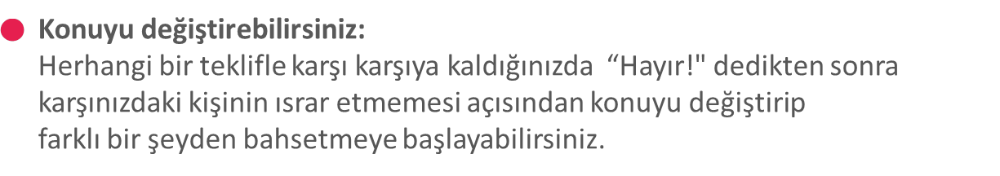 Konuyu değiştirebilirsiniz:
Herhangi bir teklifle karşı karşıya kaldığınızda “Hayır!" dedikten sonra
karşınızdaki kişinin ısrar etmemesi açısından konuyu değiştirip
farklı bir şeyden bahsetmeye başlayabilirsiniz.